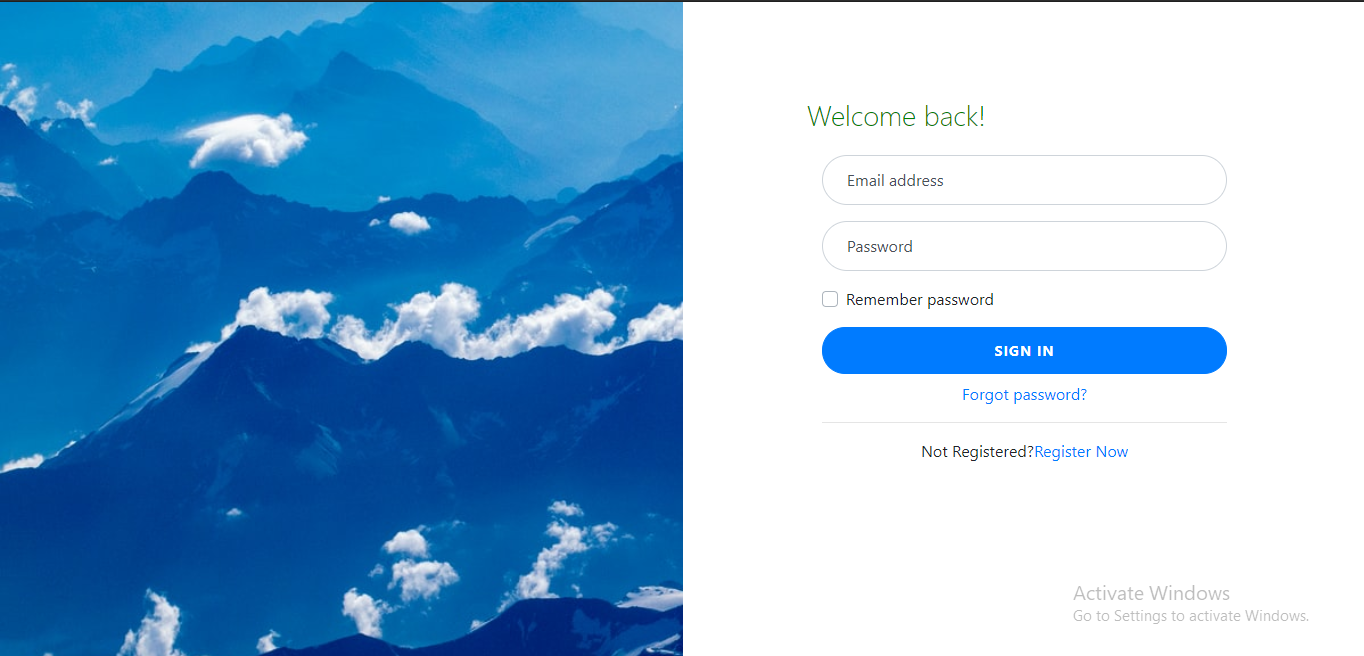 Welcome back!
Email address
Password
Remember password
SIGN IN
Forgot password?
Not Registered?Register Now
Activate Windows
Go to Settings to activate Windows.